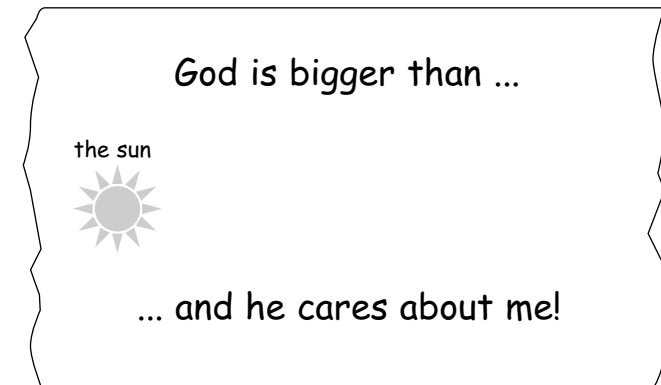 God is bigger than ...
the sun
... and he cares about me!